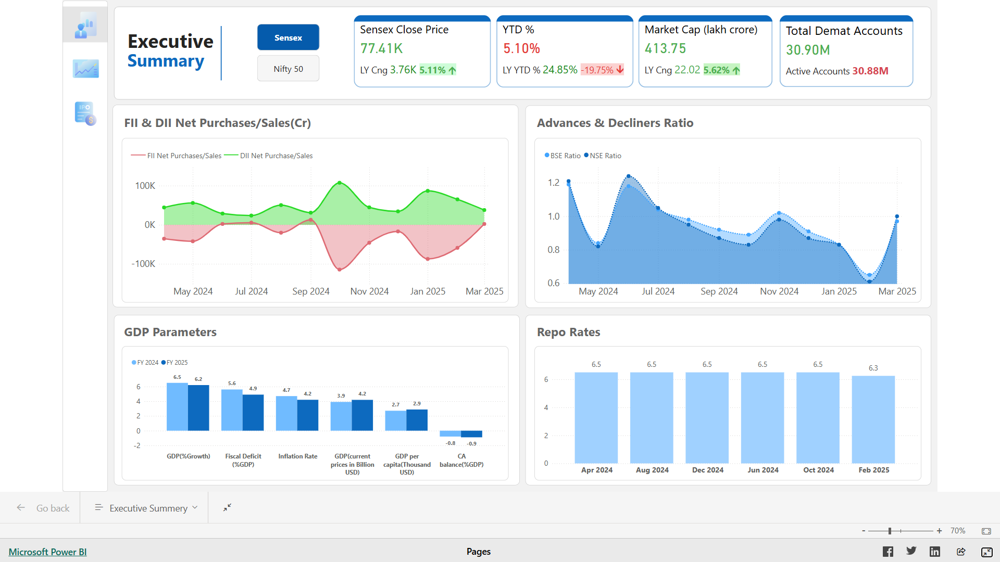 Executive
Summary
Sensex
Nifty 50
Sensex Close Price
77.41K
LY Cng 3.76K 5.11%
YTD %
5.10%
LY YTD % 24.85% -19.75%
Market Cap (lakh crore)
413.75
LY Cng 22.02 5.62%
Total Demat Accounts
30.90M
Active Accounts 30.88M
IPO
$
FII & DII Net Purchases/Sales(Cr)
FII Net Purchases/Sales DII Net Purchase/Sales
100K
0K
-100K
May 2024 Jul 2024 Sep 2024 Nov 2024 Jan 2025 Mar 2025
Advances & Decliners Ratio
BSE Ratio NSE Ratio
1.2
1.0
0.8
0.6
May 2024 Jul 2024 Sep 2024 Nov 2024 Jan 2025 Mar 2025
GDP Parameters
FY 2024 FY 2025
6.5 6.2 5.6 4.9 4.7 4.2 3.9 4.2 2.7 2.9 -0.8 -0.9
6
4
2
0
-2
GDP(%Growth)
Fiscal Deficit
(%GDP)
Inflation Rate
GDP(current
prices in Billion
USD)
GDP per
capita(Thousand
USD)
CA
balance(%GDP)
Repo Rates
6.5 6.5 6.5 6.5 6.5 6.3
6
4
2
0
Apr 2024 Aug 2024 Dec 2024 Jun 2024 Oct 2024 Feb 2025
Go back
Executive Summery
- + 70%
Microsoft Power BI
Pages